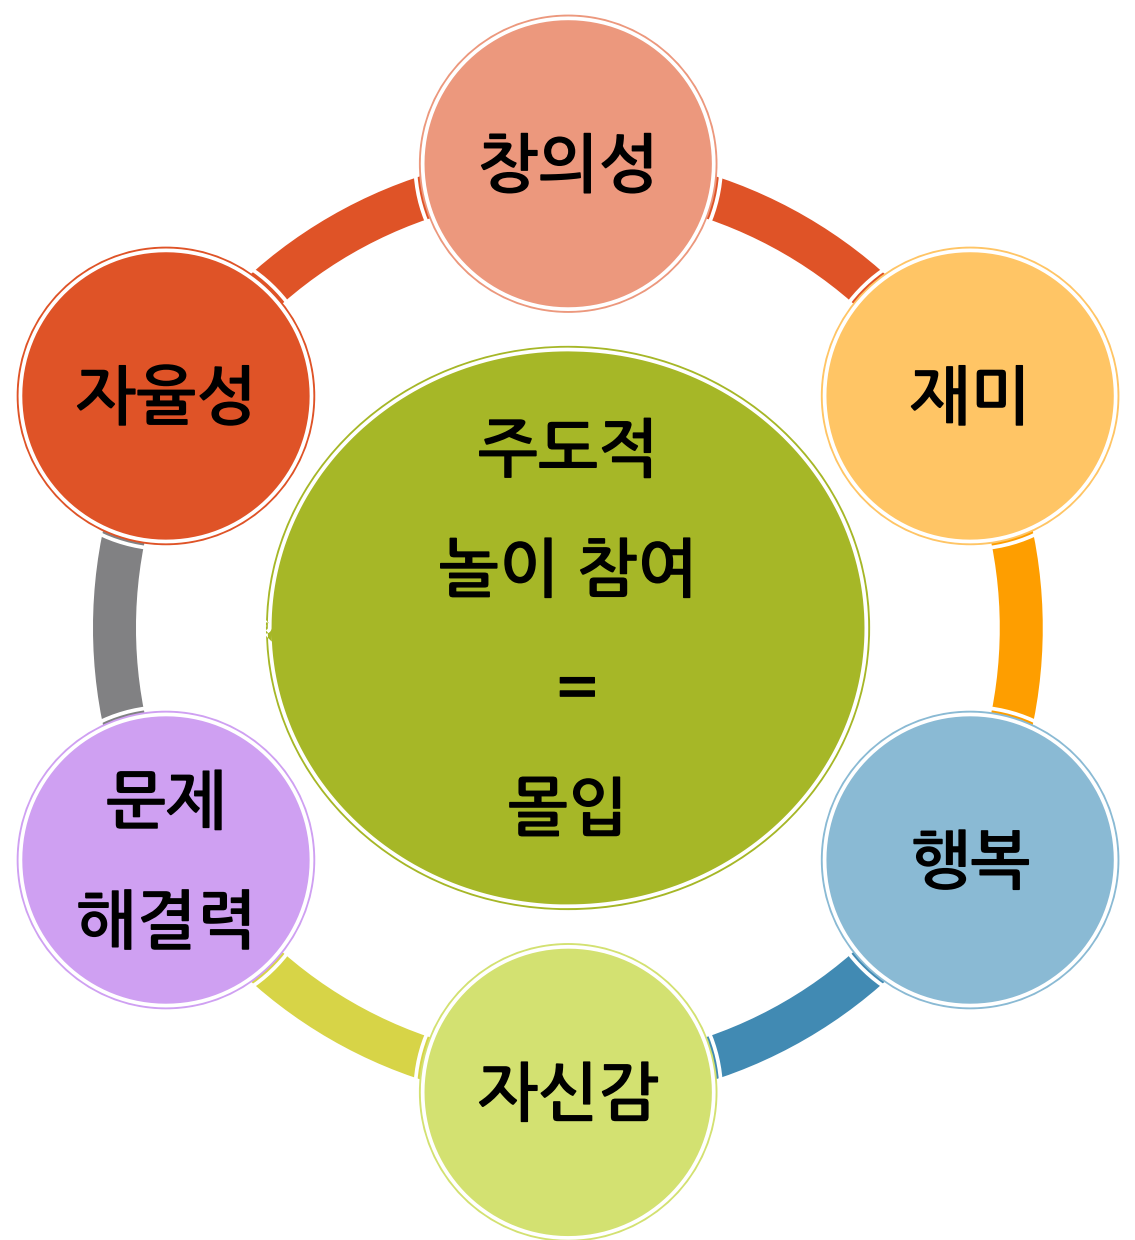 창의성
재미
행복
자신감
문제
해결력
자율성
주도적
놀이 참여
=
몰입